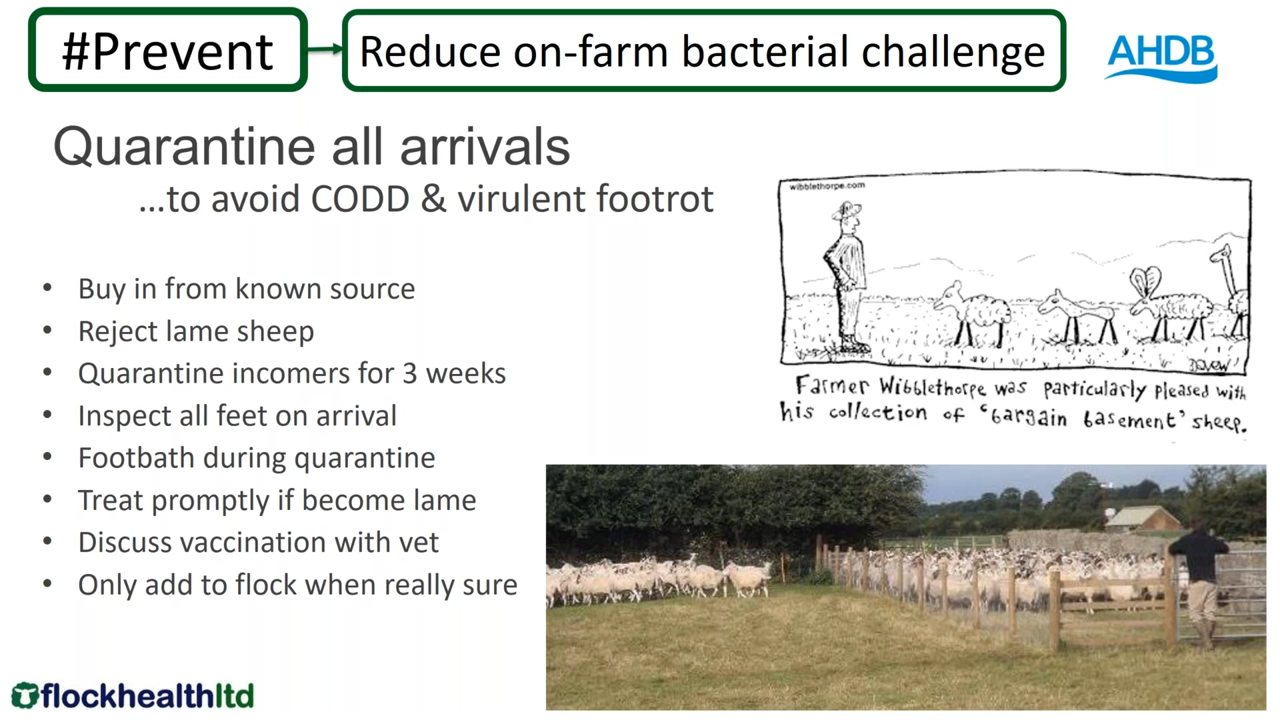 #Prevent
Reduce on-farm bacterial challenge
AHDB
Quarantine all arrivals
...to avoid CODD & virulent footrot
• Buy in from known source
• Reject lame sheep
• Quarantine incomers for 3 weeks
• Inspect all feet on arrival
• Footbath during quarantine
• Treat promptly if become lame
• Discuss vaccination with vet
• Only add to flock when really sure
wibblethorpe.com
Farmer Wibblethorpe was particularly pleased with
his collection of 'bargain basement' sheep.
flockhealthltd